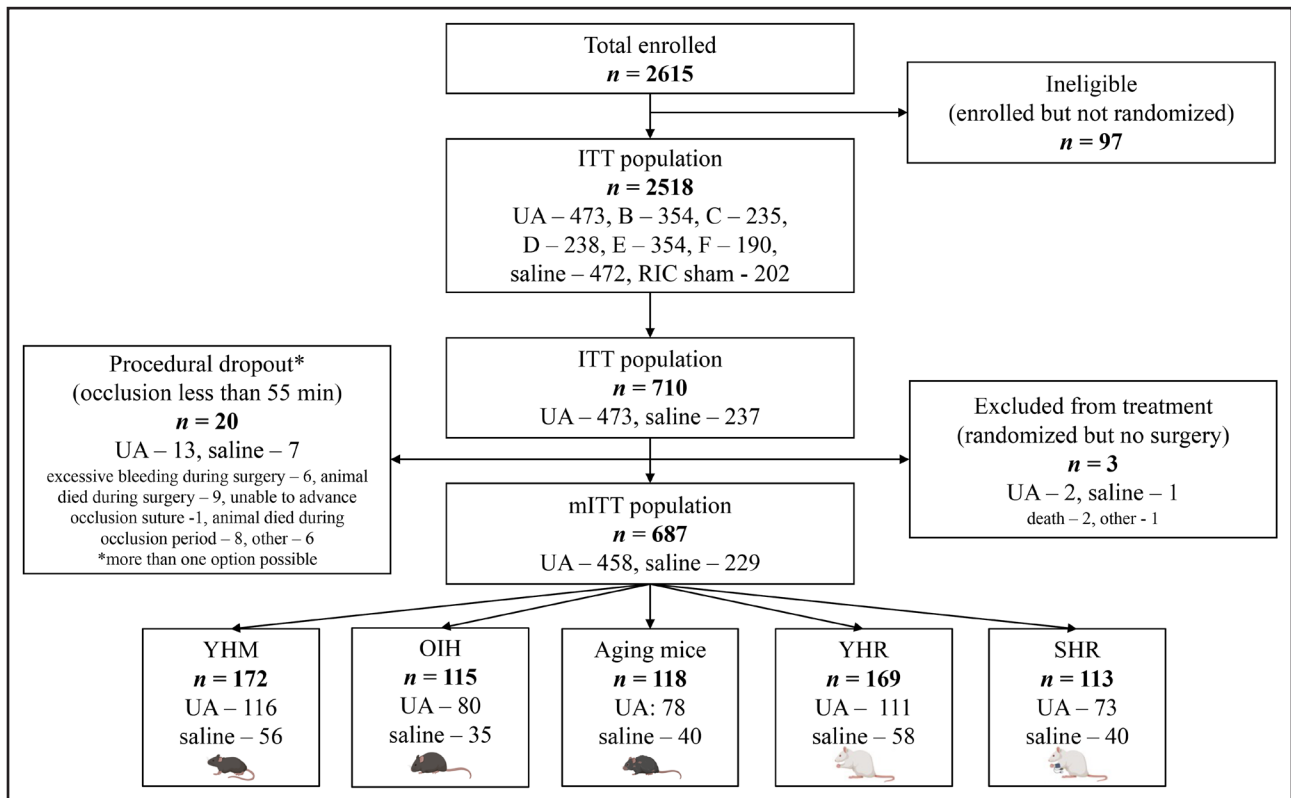 Total enrolled
n = 2615
Ineligible
(enrolled but not randomized)
n = 97
ITT population
n = 2518
UA – 473, B – 354, C – 235,
D – 238, E – 354, F – 190,
saline – 472, RIC sham - 202
ITT population
n = 710
UA – 473, saline – 237
Procedural dropout*
(occlusion less than 55 min)
n = 20
UA – 13, saline – 7
excessive bleeding during surgery – 6, animal
died during surgery – 9, unable to advance
occlusion suture -1, animal died during
occlusion period – 8, other – 6
*more than one option possible
Excluded from treatment
(randomized but no surgery)
n = 3
UA – 2, saline – 1
death – 2, other - 1
mITT population
n = 687
UA – 458, saline – 229
YHM
n = 172
UA – 116
saline – 56
OIH
n = 115
UA – 80
saline – 35
Aging mice
n = 118
UA: 78
saline – 40
YHR
n = 169
UA – 111
saline – 58
SHR
n = 113
UA – 73
saline – 40